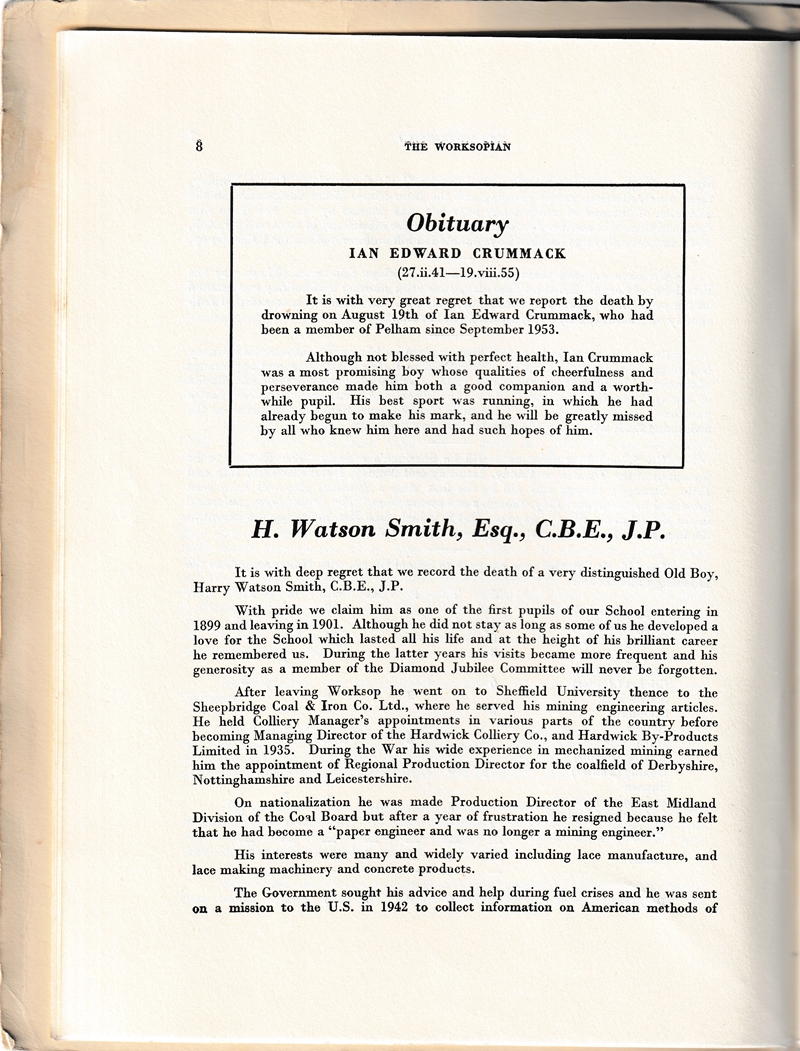 8
THE WORKSOPIAN
Obituary
IAN EDWARD CRUMMACK
(27.ii.41—19.viii.55)
It is with very great regret that we report the death by
drowning on August 19th of Ian Edward Crummack, who had
been a member of Pelham since September 1953.
Although not blessed with perfect health, Ian Crummack
was a most promising boy whose qualities of cheerfulness and
perseverance made him both a good companion and a worth-
while pupil. His best sport was running, in which he had
already begun to make his mark, and he will be greatly missed
by all who knew him here and had such hopes of him.
H. Watson Smith, Esq., C.B.E., J.P.
It is with deep regret that we record the death of a very distinguished Old Boy,
Harry Watson Smith, C.B.E., J.P.
With pride we claim him as one of the first pupils of our School entering in
1899 and leaving in 1901. Although he did not stay as long as some of us he developed a
love for the School which lasted all his life and at the height of his brilliant career
he remembered us. During the latter years his visits became more frequent and his
generosity as a member of the Diamond Jubilee Committee will never be forgotten.
After leaving Worksop he went on to Sheffield University thence to the
Sheepbridge Coal & Iron Co. Ltd., where he served his mining engineering articles.
He held Colliery Manager's appointments in various parts of the country before
becoming Managing Director of the Hardwick Colliery Co., and Hardwick By-Products
Limited in 1935. During the War his wide experience in mechanized mining earned
him the appointment of Regional Production Director for the coalfield of Derbyshire,
Nottinghamshire and Leicestershire.
On nationalization he was made Production Director of the East Midland
Division of the Coal Board but after a year of frustration he resigned because he felt
that he had become a "paper engineer and was no longer a mining engineer."
His interests were many and widely varied including lace manufacture, and
lace making machinery and concrete products.
The Government sought his advice and help during fuel crises and he was sent
on a mission to the U.S. in 1942 to collect information on American methods of